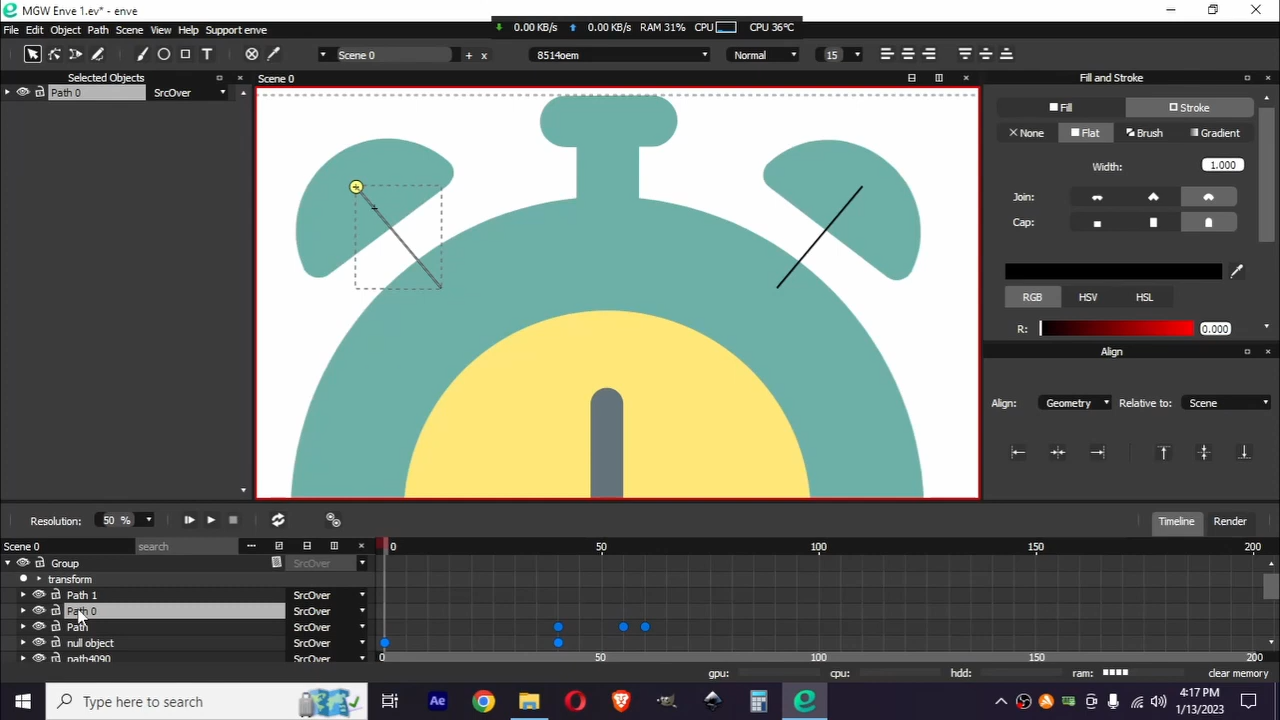 MGW Enve 1.ev* - enve
0.00 KB/s 0.00 KB/s RAM 31% CPU CPU 36°C
File Edit Object Path Scene View Help Support enve
T Scene 0 + x 8514oem Normal 15
Selected Objects
Scene 0
Fill and Stroke
Path 0 SrcOver
Fill Stroke
None Flat Brush Gradient
Width: 1.000
Join:
Cap:
RGB HSV HSL
R: 0.000
Align
Align: Geometry Relative to: Scene
Resolution: 50 % Timeline Render
Scene 0 search ... 0 50 100 150 200
Group SrcOver
transform
Path 1 SrcOver
Path 0 SrcOver
Path SrcOver
null object SrcOver
path4090 SrcOver 0 50 100 150 200
gpu: cpu: hdd: ram: clear memory
Type here to search Ae 4:17 PM
1/13/2023